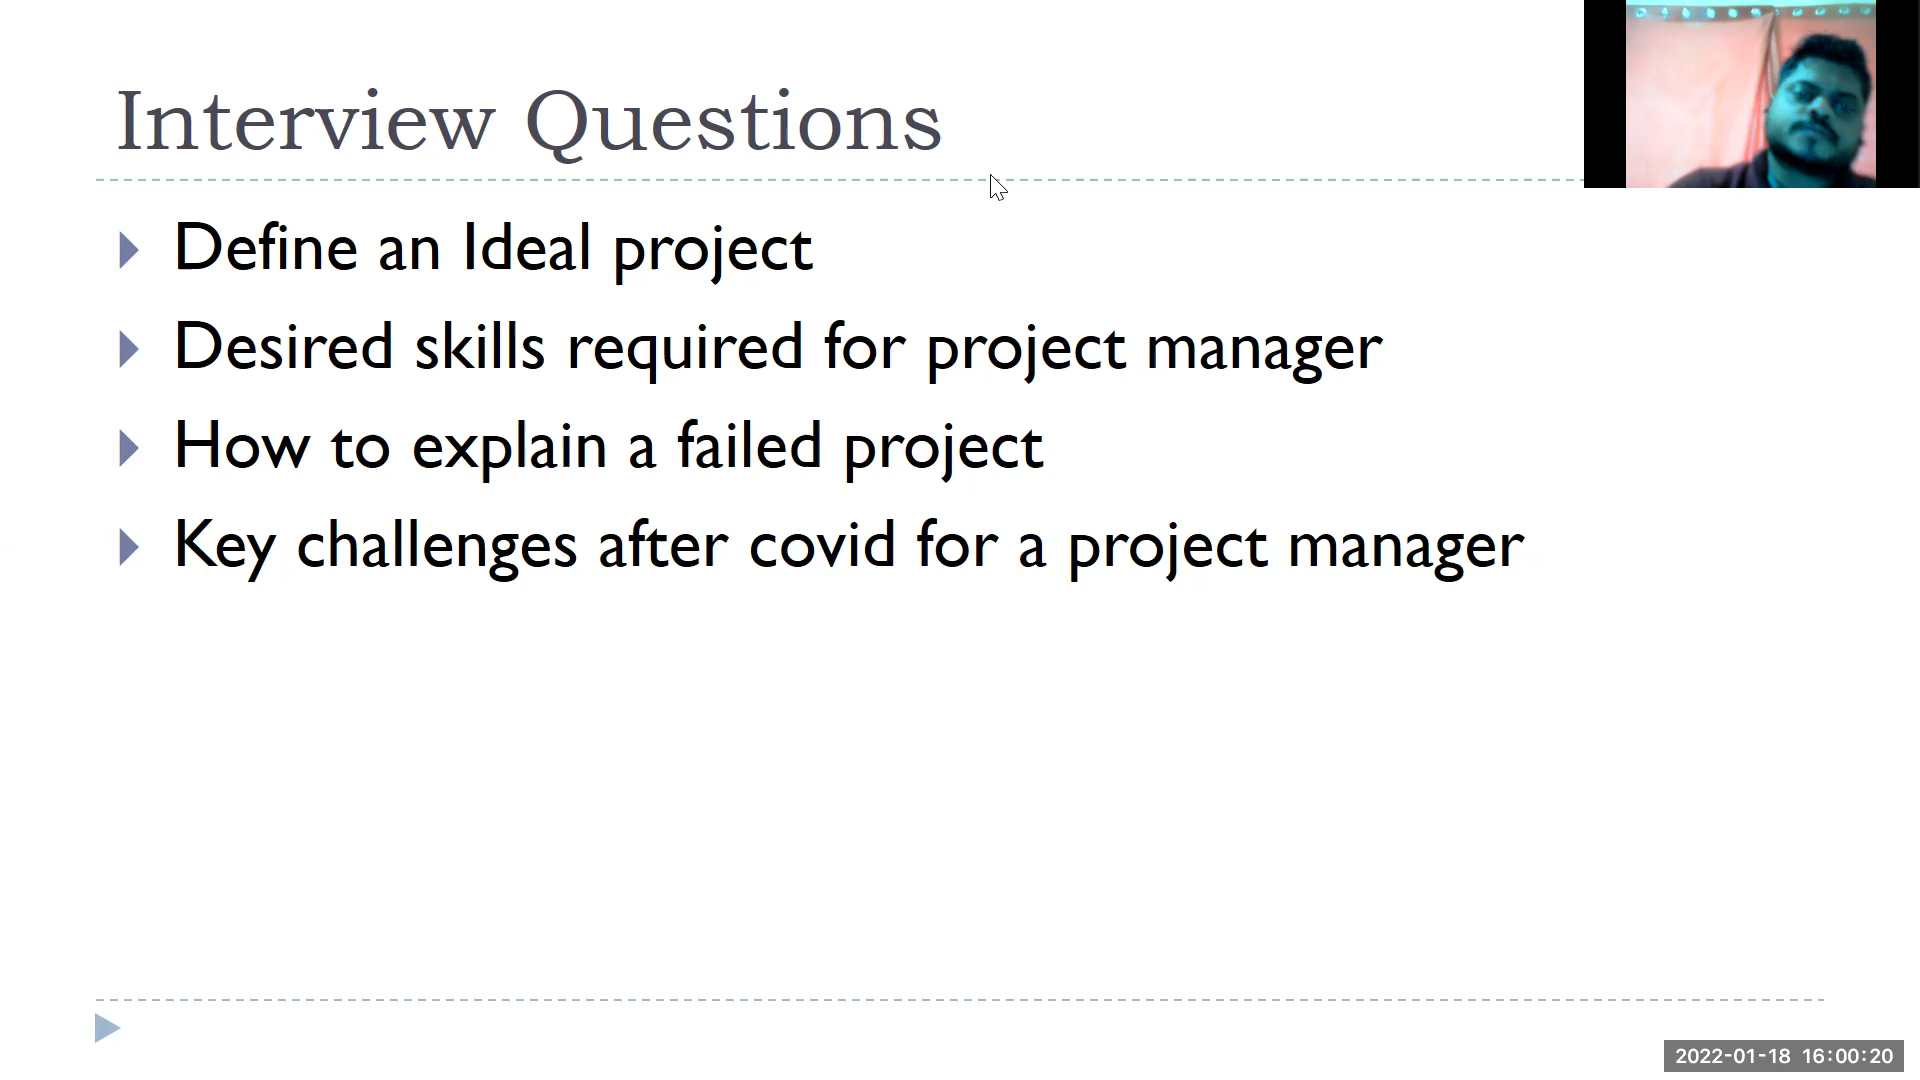 Interview Questions
Define an Ideal project
Desired skills required for project manager
How to explain a failed project
Key challenges after covid for a project manager
2022-01-18 16:00:20